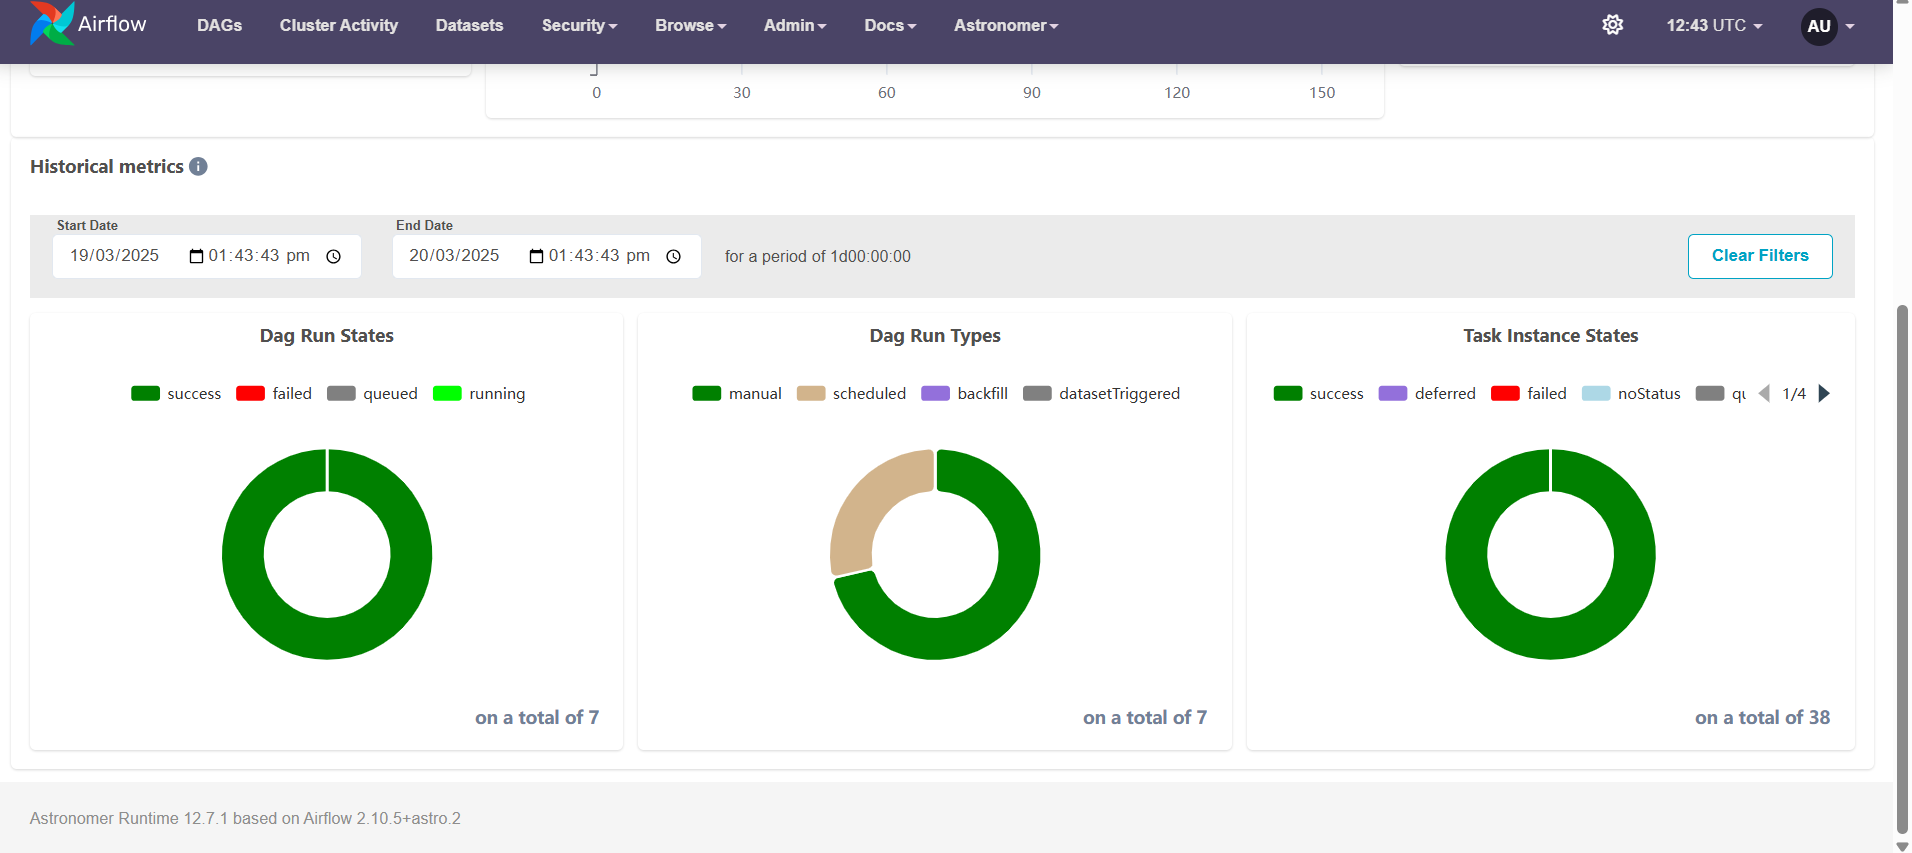 Airflow DAGs Cluster Activity Datasets Security Browse Admin Docs Astronomer 12:43 UTC AU
0 30 60 90 120 150
Historical metrics
Start Date End Date
19/03/2025 01:43:43 pm 20/03/2025 01:43:43 pm for a period of 1d00:00:00 Clear Filters
Dag Run States
success failed queued running
on a total of 7
Dag Run Types
manual scheduled backfill datasetTriggered
on a total of 7
Task Instance States
success deferred failed noStatus qu 1/4
on a total of 38
Astronomer Runtime 12.7.1 based on Airflow 2.10.5+astro.2